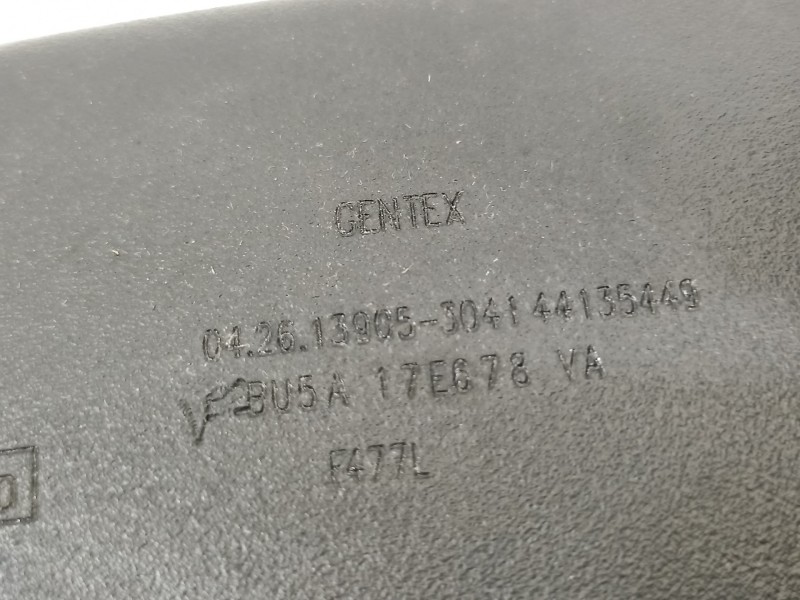 GENTEX
04.26.13905-3041 44135449
BU5A 17E678 VA
F477L